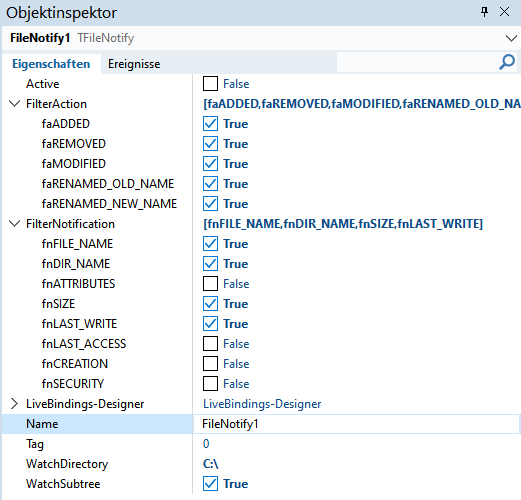 Objektinspektor
FileNotify1 TFileNotify
Eigenschaften Ereignisse
Active False
FilterAction [faADDED,faREMOVED,faMODIFIED,faRENAMED_OLD_NA
faADDED True
faREMOVED True
faMODIFIED True
faRENAMED_OLD_NAME True
faRENAMED_NEW_NAME True
FilterNotification [fnFILE_NAME,fnDIR_NAME,fnSIZE,fnLAST_WRITE]
fnFILE_NAME True
fnDIR_NAME True
fnATTRIBUTES False
fnSIZE True
fnLAST_WRITE True
fnLAST_ACCESS False
fnCREATION False
fnSECURITY False
LiveBindings-Designer LiveBindings-Designer
Name FileNotify1
Tag 0
WatchDirectory C:\
WatchSubtree True